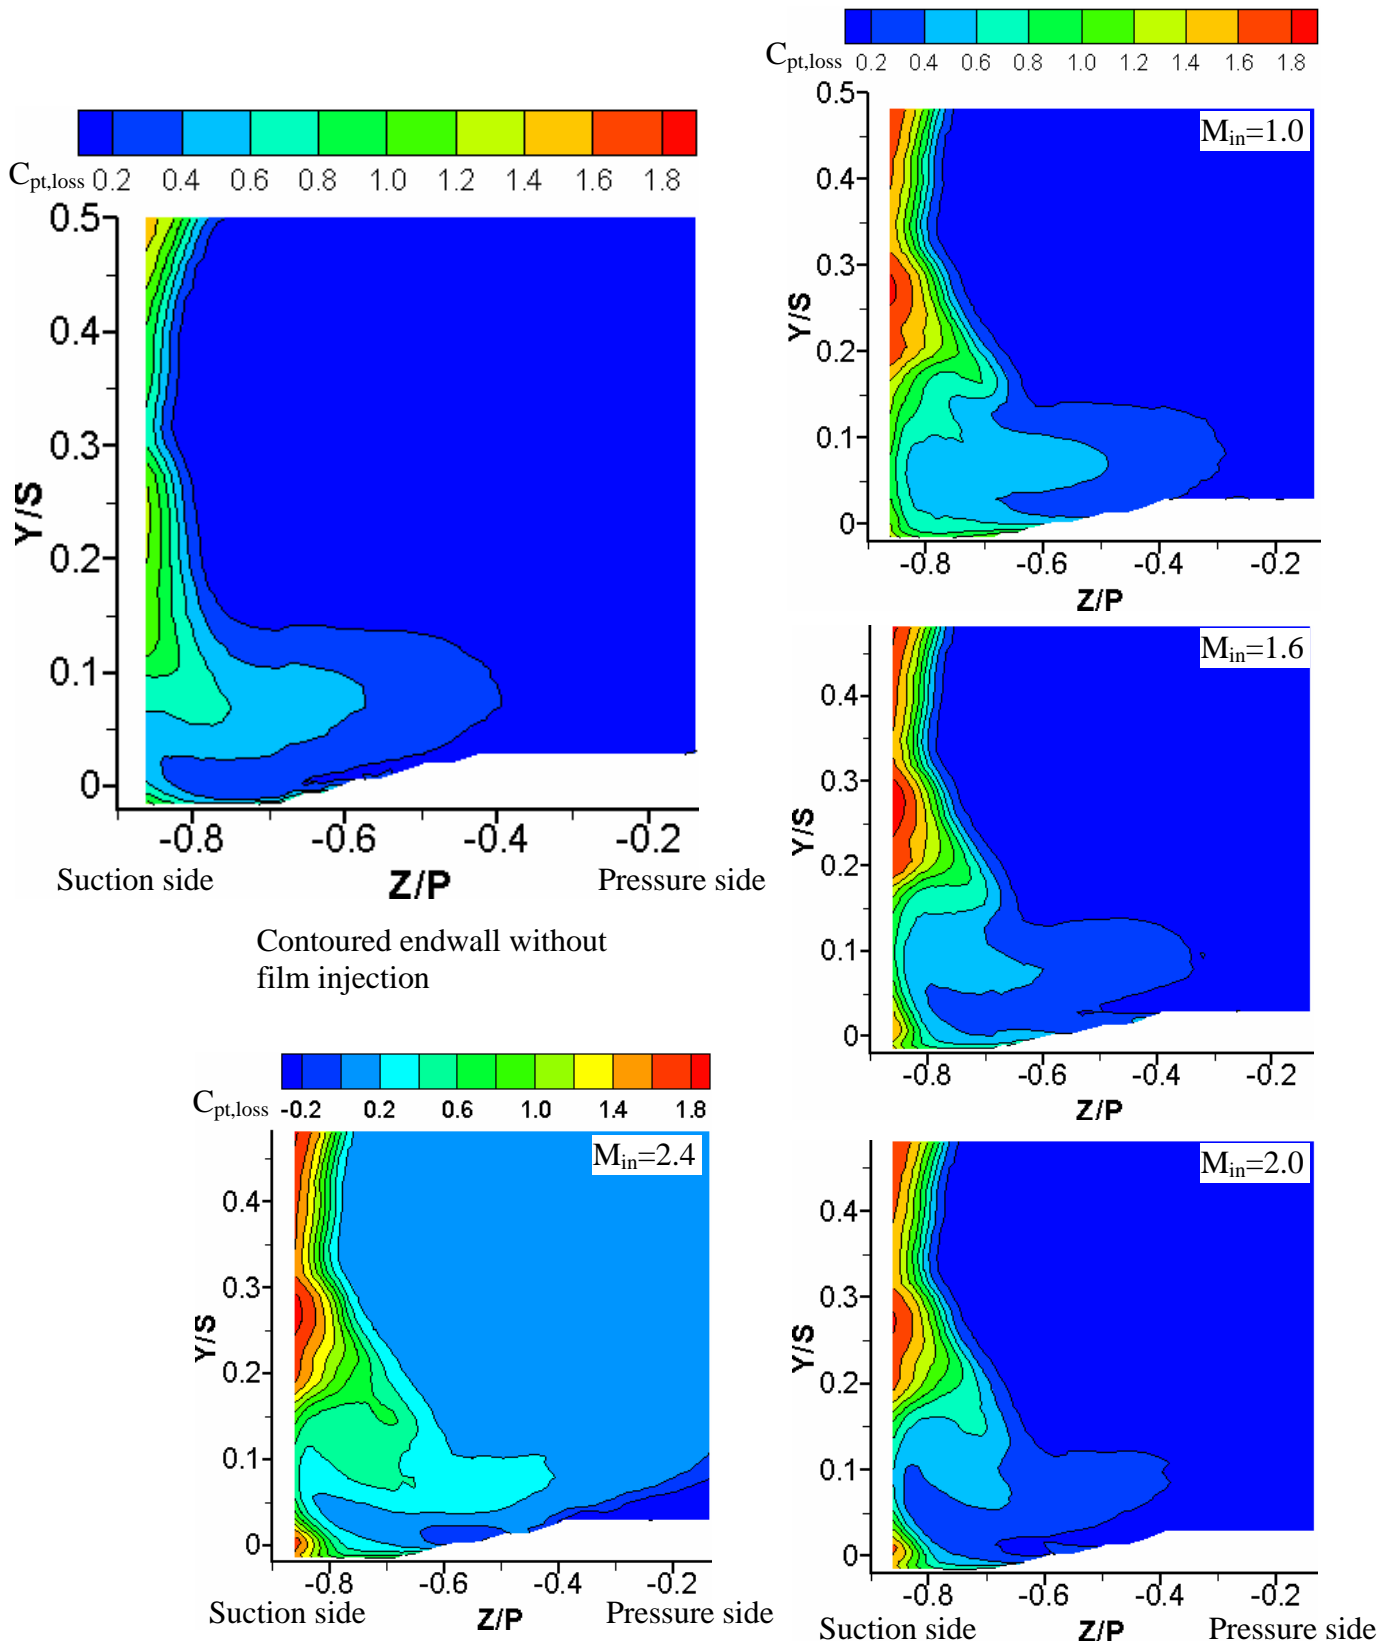 C_pt,loss 0.2 0.4 0.6 0.8 1.0 1.2 1.4 1.6 1.8
0.5
0.4
0.3
0.2
0.1
0
Y/S
-0.8 -0.6 -0.4 -0.2
Suction side Z/P Pressure side
Contoured endwall without
film injection
C_pt,loss 0.2 0.4 0.6 0.8 1.0 1.2 1.4 1.6 1.8
M_in=1.0
0.5
0.4
0.3
0.2
0.1
0
Y/S
-0.8 -0.6 -0.4 -0.2
Z/P
M_in=1.6
0.4
0.3
0.2
0.1
0
Y/S
-0.8 -0.6 -0.4 -0.2
Z/P
C_pt,loss -0.2 0.2 0.6 1.0 1.4 1.8
M_in=2.4
0.4
0.3
0.2
0.1
0
Y/S
-0.8 -0.6 -0.4 -0.2
Suction side Z/P Pressure side
M_in=2.0
0.4
0.3
0.2
0.1
0
Y/S
-0.8 -0.6 -0.4 -0.2
Suction side Z/P Pressure side